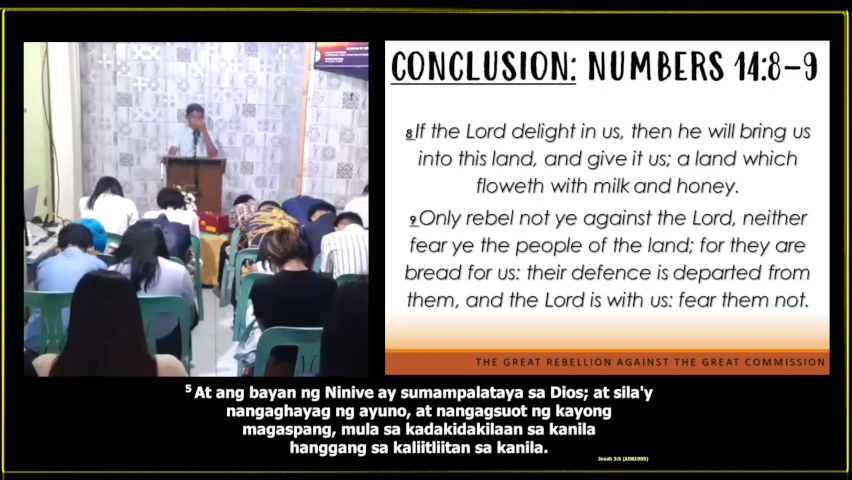 CONCLUSION: NUMBERS 14:8-9
8 If the Lord delight in us, then he will bring us
into this land, and give it us; a land which
floweth with milk and honey.
9 Only rebel not ye against the Lord, neither
fear ye the people of the land; for they are
bread for us: their defence is departed from
them, and the Lord is with us: fear them not.
THE GREAT REBELLION AGAINST THE GREAT COMMISSION
5 At ang bayan ng Ninive ay sumampalataya sa Dios; at sila'y
nangaghayag ng ayuno, at nangagsuot ng kayong
magaspang, mula sa kadakidakilaan sa kanila
hanggang sa kaliitliitan sa kanila.
Jonah 3:5 (ADB1905)